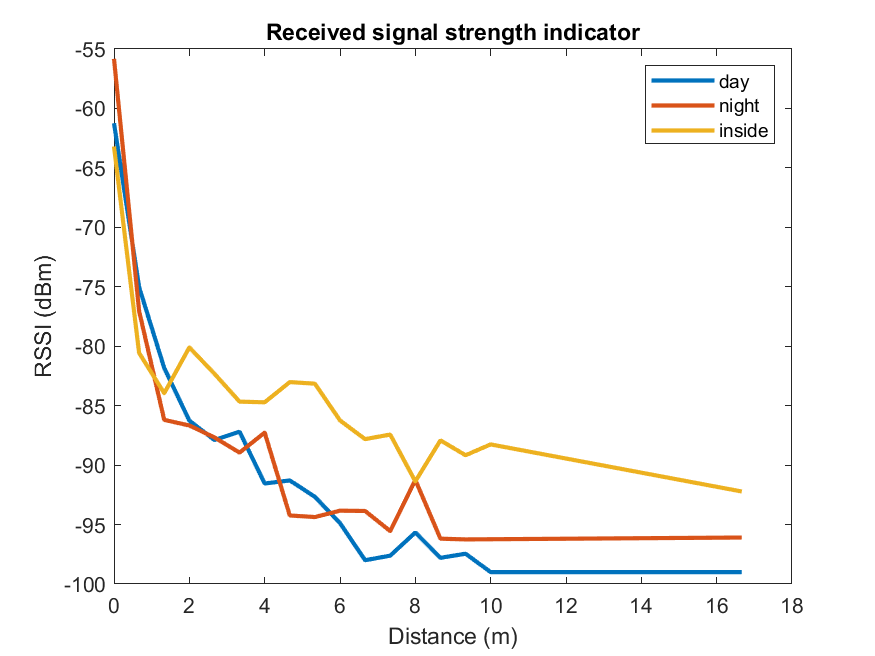 Received signal strength indicator
-55
-60
-65
-70
-75
-80
-85
-90
-95
-100
RSSI (dBm)
day
night
inside
0 2 4 6 8 10 12 14 16 18
Distance (m)